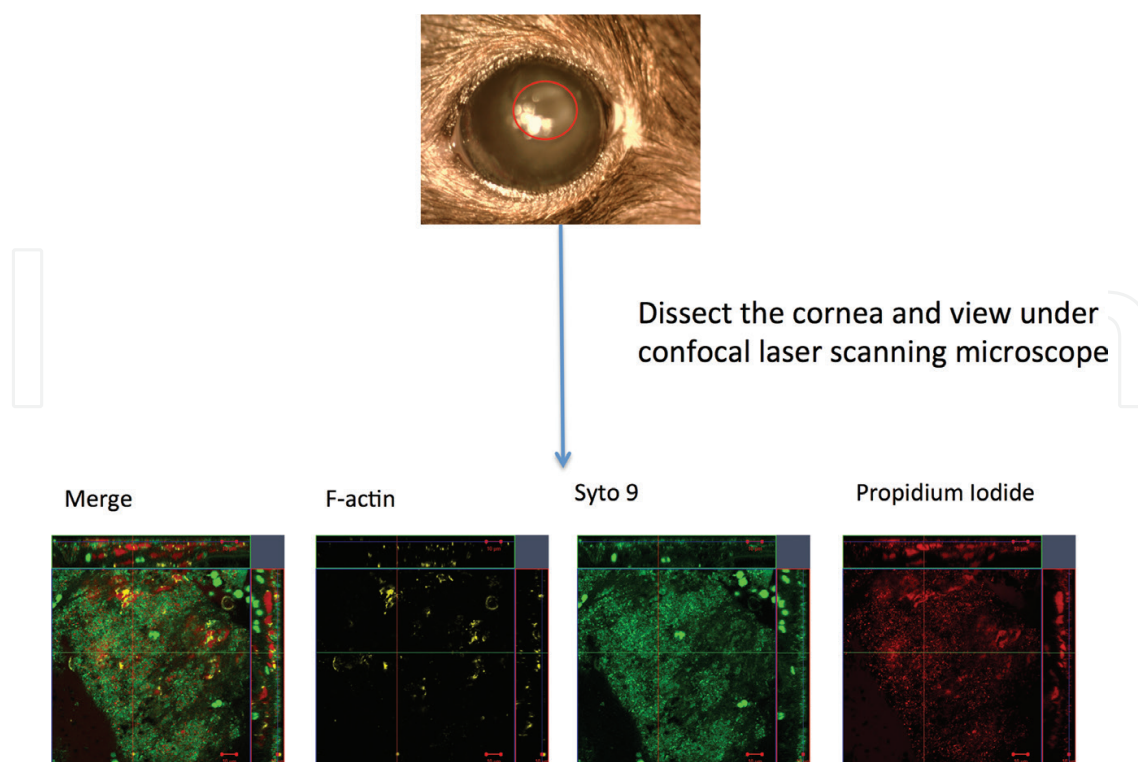 Dissect the cornea and view under
confocal laser scanning microscope
Merge
F-actin
Syto 9
Propidium Iodide